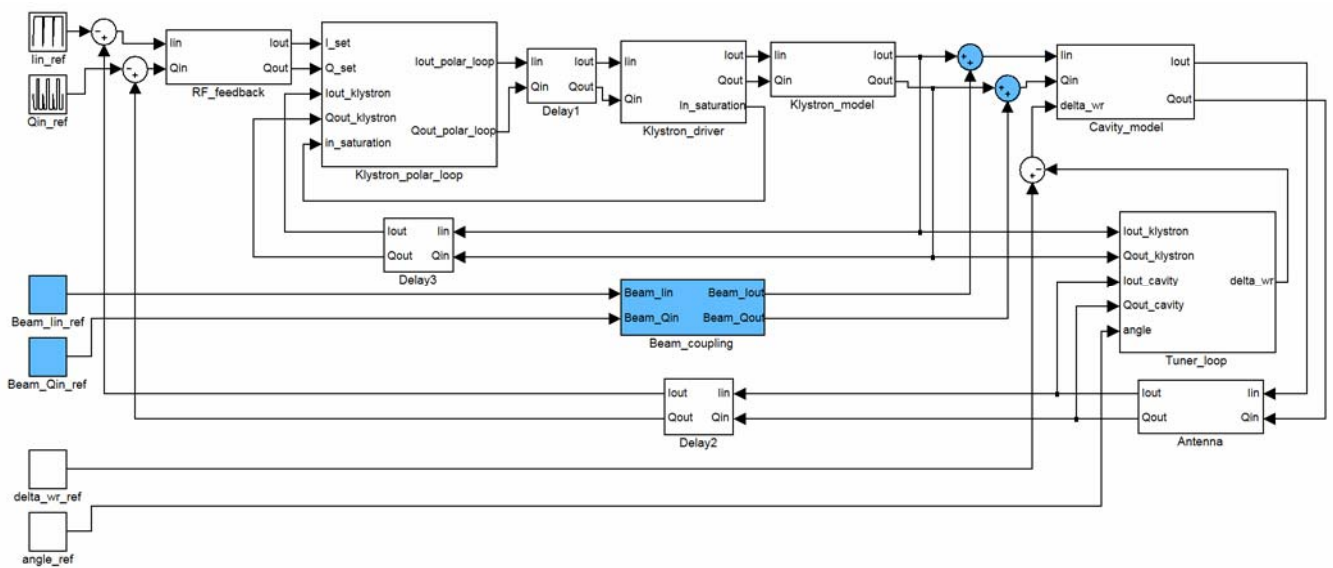 Iin_ref
Qin_ref
Iin
Qin
Iout
Qout
RF_feedback
I_set
Q_set
Iout_klystron
Qout_klystron
in_saturation
Iout_polar_loop
Qout_polar_loop
Klystron_polar_loop
Iin
Qin
Iout
Qout
Delay1
Iin
Qin
Iout
Qout
In_saturation
Klystron_driver
Iin
Qin
Iout
Qout
Klystron_model
Iin
Qin
delta_wr
Iout
Qout
Cavity_model
Iout
Qout
Iin
Qin
Delay3
Iout_klystron
Qout_klystron
Iout_cavity
Qout_cavity
angle
delta_wr
Tuner_loop
Beam_Iin_ref
Beam_Qin_ref
Beam_Iin
Beam_Qin
Beam_Iout
Beam_Qout
Beam_coupling
Iout
Qout
Iin
Qin
Delay2
Iout
Qout
Iin
Qin
Antenna
delta_wr_ref
angle_ref